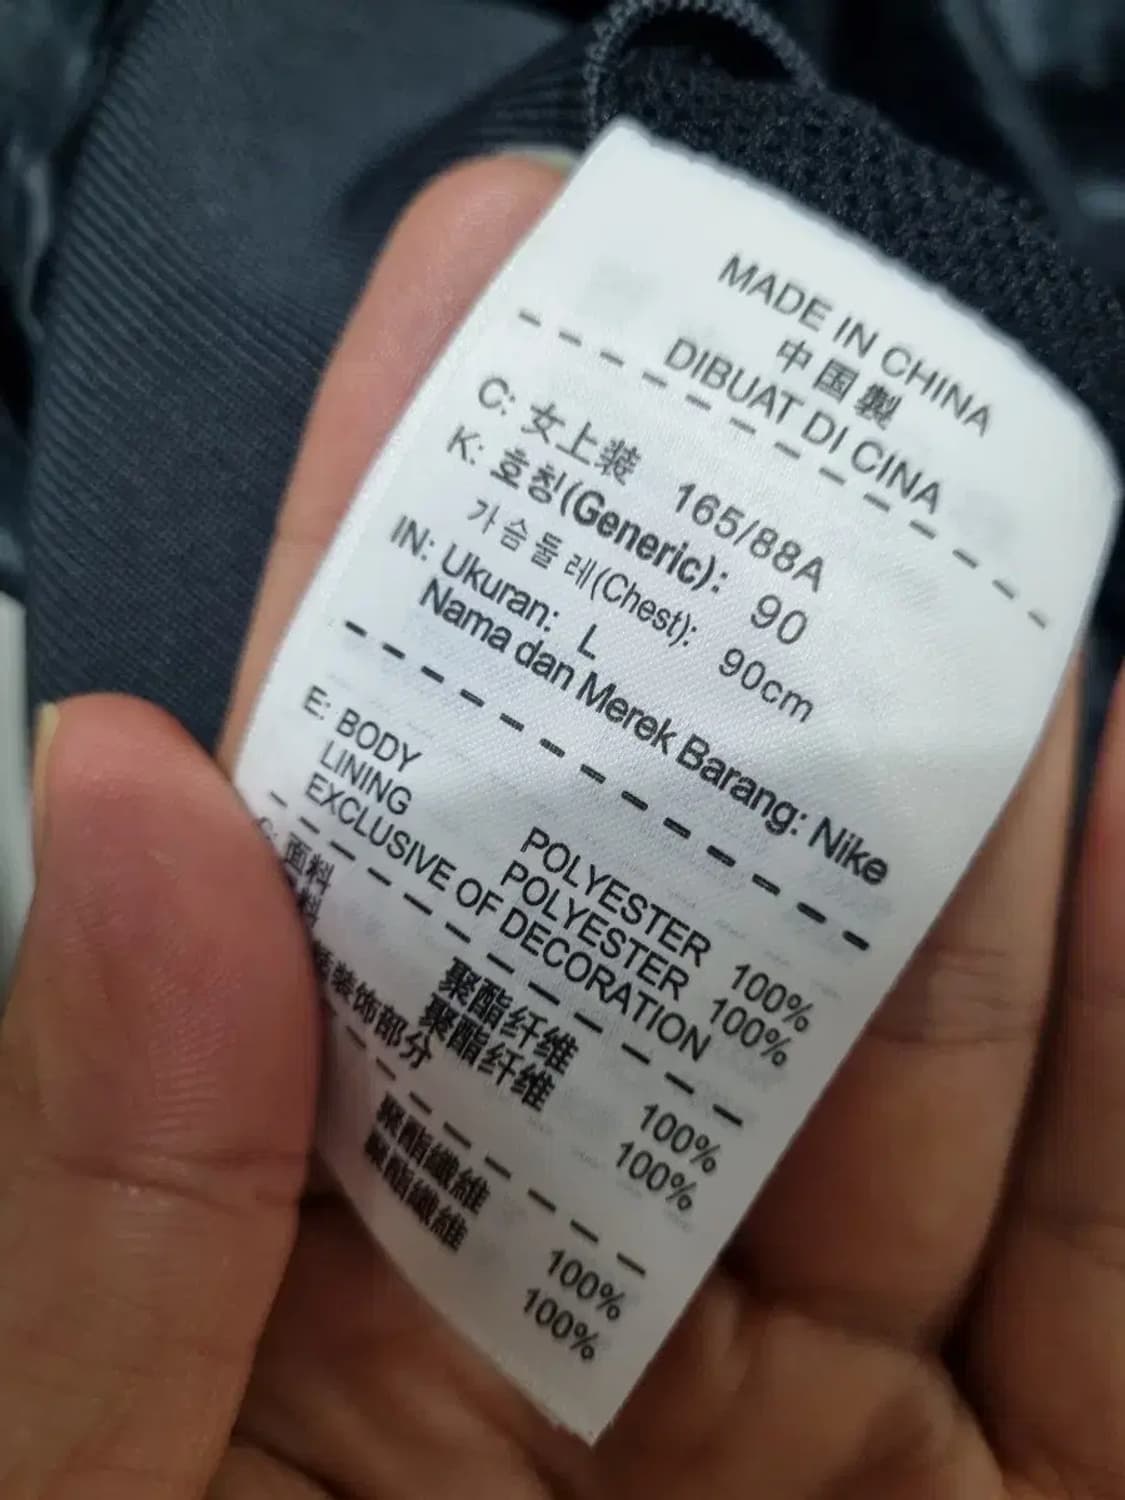 MADE IN CHINA
中国製
DIBUAT DI CINA
C: 女上装 165/88A
K: 호칭(Generic): 90
가슴둘레(Chest): 90cm
IN: Ukuran: L
Nama dan Merek Barang: Nike
E: BODY POLYESTER 100%
LINING POLYESTER 100%
EXCLUSIVE OF DECORATION
面料 聚酯纤维 100%
料 聚酯纤维 100%
装饰部分
聚酯纖維 100%
聚酯纖維 100%